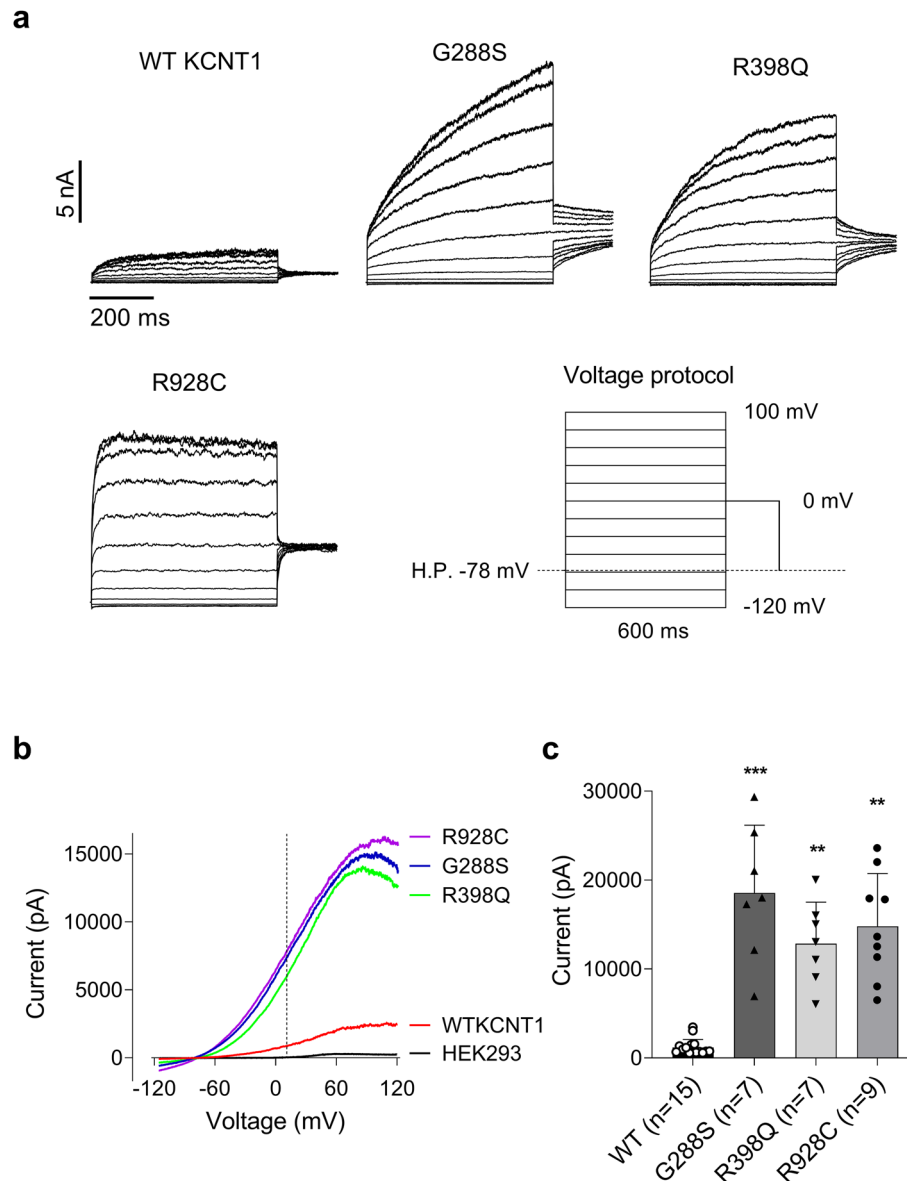 a
WT KCNT1
G288S
R398Q
5 nA
200 ms
R928C
Voltage protocol
100 mV
0 mV
H.P. -78 mV
-120 mV
600 ms
b
Current (pA)
15000
10000
5000
0
-120
-60
0
60
120
Voltage (mV)
R928C
G288S
R398Q
WTKCNT1
HEK293
c
Current (pA)
30000
20000
10000
0
***
**
**
WT (n=15)
G288S (n=7)
R398Q (n=7)
R928C (n=9)